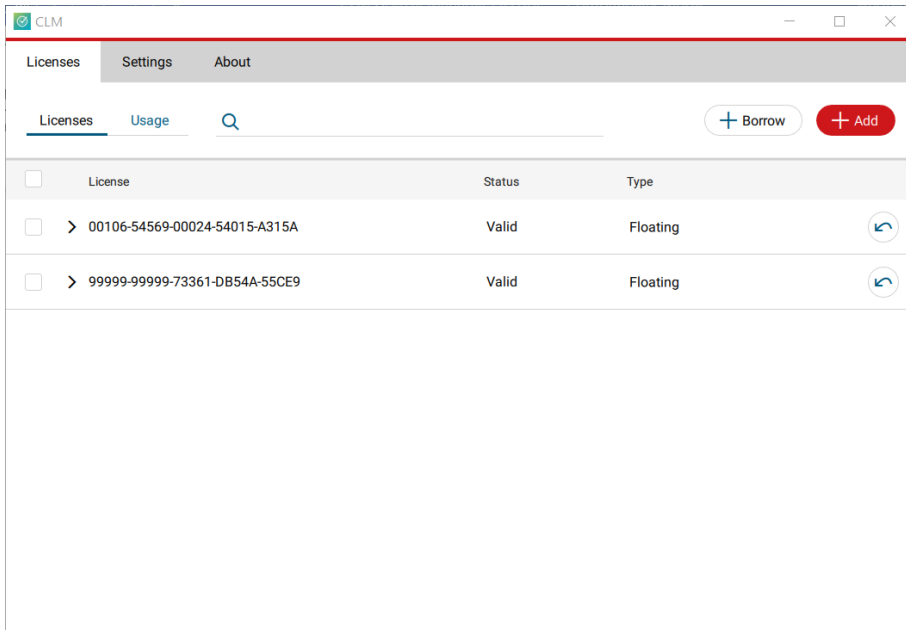 CLM
Licenses Settings About
Licenses Usage Borrow Add
License Status Type
00106-54569-00024-54015-A315A Valid Floating
99999-99999-73361-DB54A-55CE9 Valid Floating